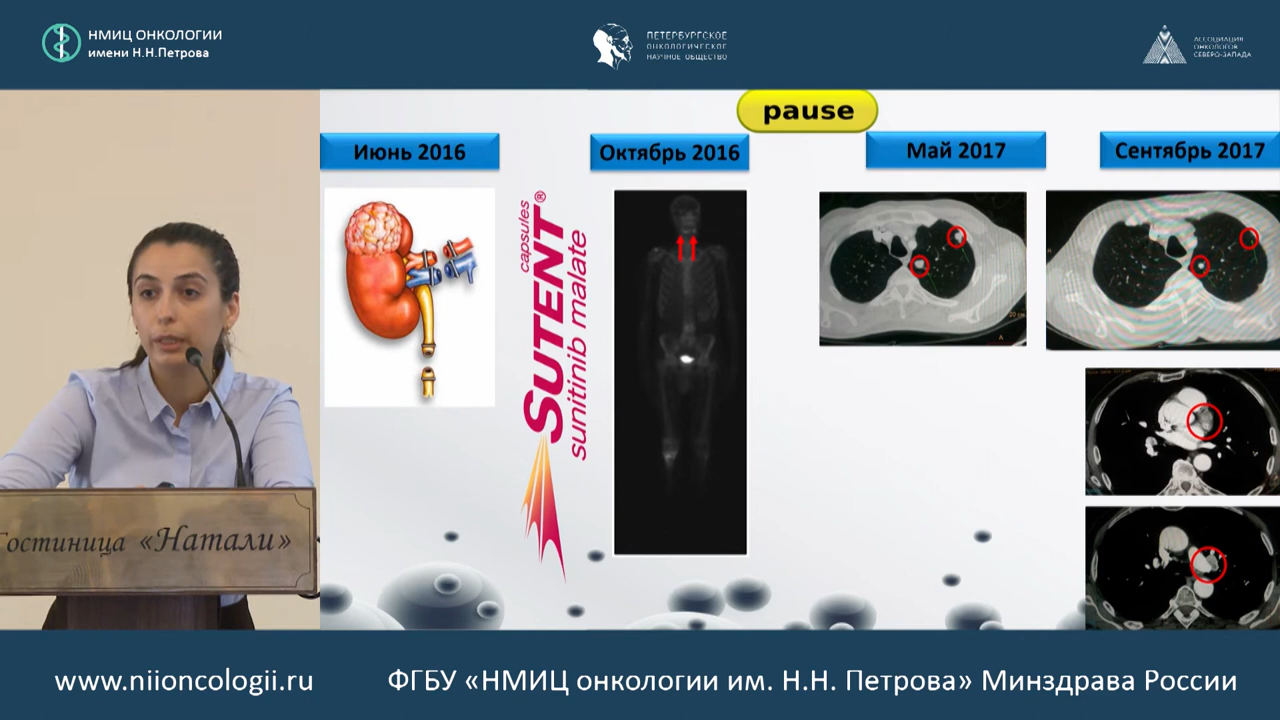 НМИЦ ОНКОЛОГИИ
имени Н.Н.Петрова
ПЕТЕРБУРГСКОЕ
ОНКОЛОГИЧЕСКОЕ
НАУЧНОЕ ОБЩЕСТВО
АССОЦИАЦИЯ
ОНКОЛОГОВ
СЕВЕРО-ЗАПАДА
pause
Июнь 2016
Октябрь 2016
Май 2017
Сентябрь 2017
capsules
SUTENT®
sunitinib malate
Гостиница «Натали»
www.niioncologii.ru
ФГБУ «НМИЦ онкологии им. Н.Н. Петрова» Минздрава России